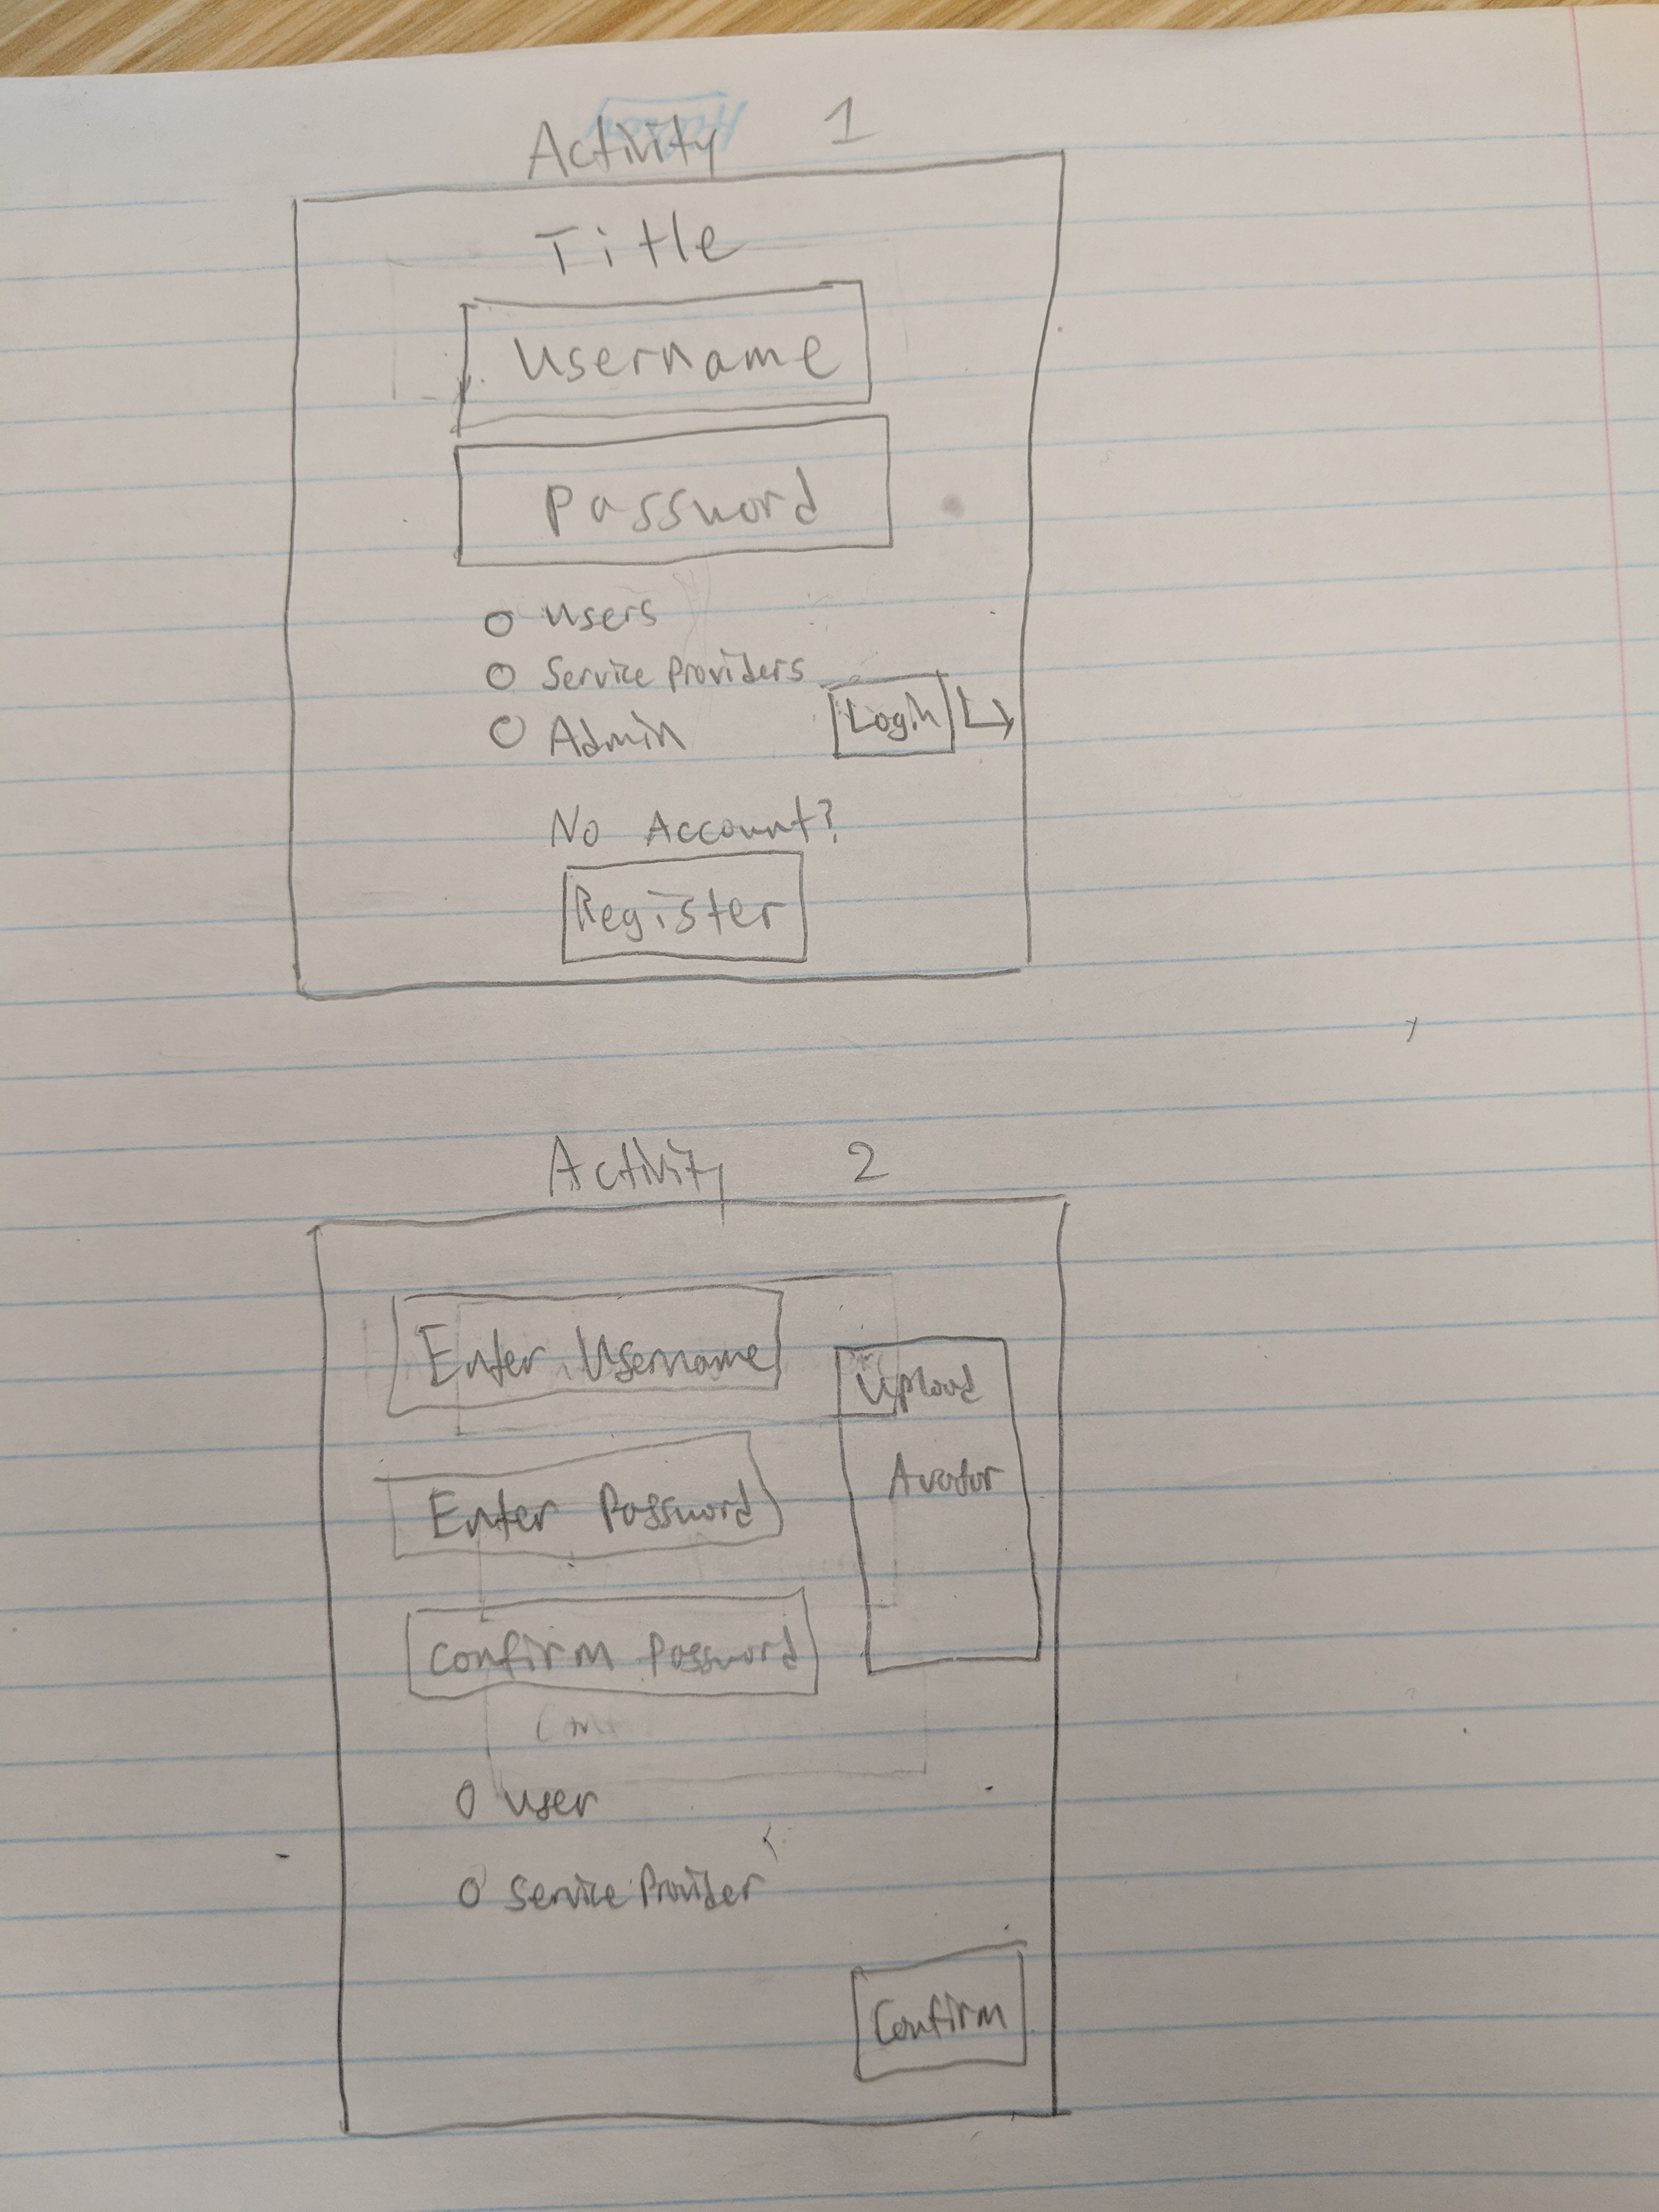 Activity 1
Title
username
password
users
Service Providers
Admin
Login
No Account?
Register
Activity 2
Enter Username
Upload
Avatar
Enter Password
Confirm Password
user
Service Provider
Confirm